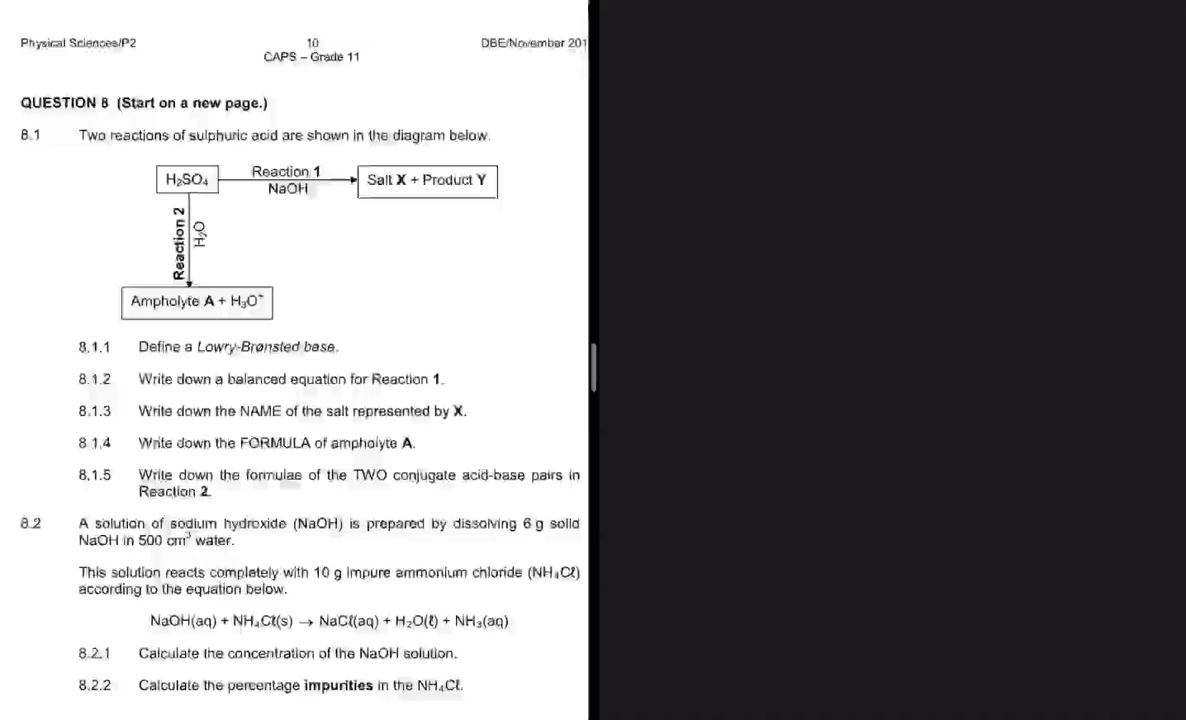 Physical Sciences/P2 10 DBE/November 201
CAPS – Grade 11
QUESTION 8 (Start on a new page.)
8.1 Two reactions of sulphuric acid are shown in the diagram below.
H₂SO₄ Reaction 1 Salt X + Product Y
NaOH
Reaction 2
H₂O
Ampholyte A + H₃O⁺
8.1.1 Define a Lowry-Brønsted base.
8.1.2 Write down a balanced equation for Reaction 1.
8.1.3 Write down the NAME of the salt represented by X.
8.1.4 Write down the FORMULA of ampholyte A.
8.1.5 Write down the formulae of the TWO conjugate acid-base pairs in
Reaction 2.
8.2 A solution of sodium hydroxide (NaOH) is prepared by dissolving 6 g solid
NaOH in 500 cm³ water.
This solution reacts completely with 10 g impure ammonium chloride (NH₄Cℓ)
according to the equation below.
NaOH(aq) + NH₄Cℓ(s) → NaCℓ(aq) + H₂O(ℓ) + NH₃(aq)
8.2.1 Calculate the concentration of the NaOH solution.
8.2.2 Calculate the percentage impurities in the NH₄Cℓ.